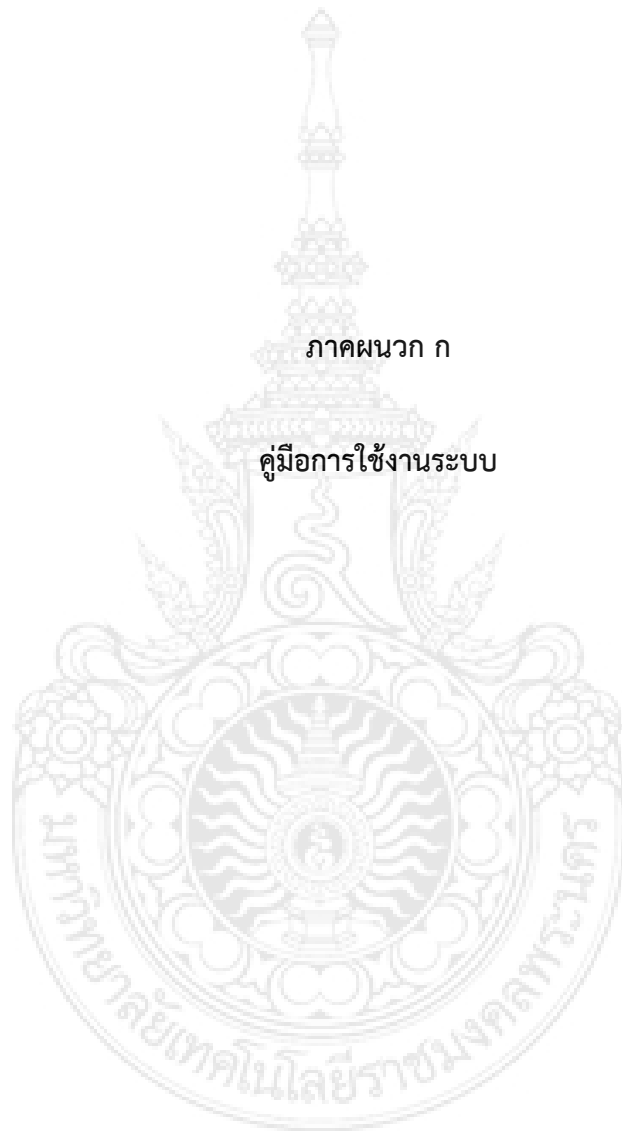 ภาคผนวก ก
คู่มือการใช้งานระบบ
มหาวิทยาลัยเทคโนโลยีราชมงคลพระนคร